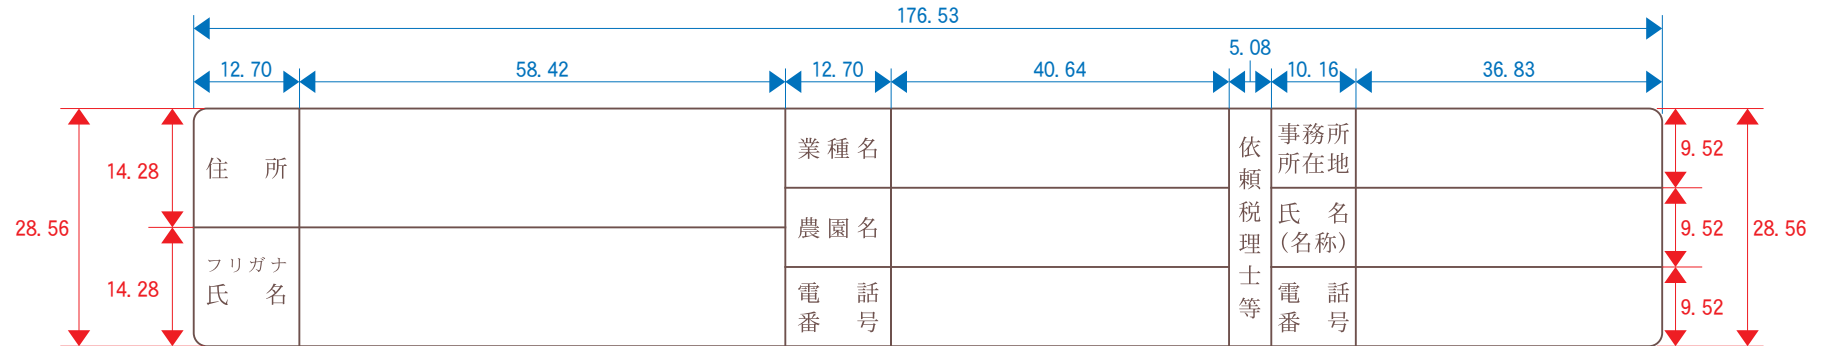 176.53
5.08
12.70 58.42 12.70 40.64 10.16 36.83
28.56
14.28
14.28
住所
フリガナ
氏名
業種名
農園名
電話
番号
依頼税理士等
事務所
所在地
氏名
(名称)
電話
番号
9.52
9.52
9.52
28.56